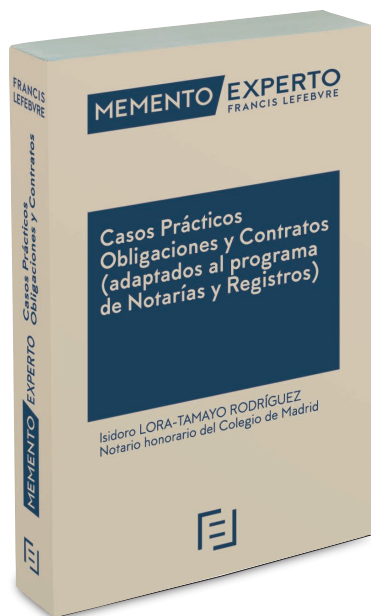 FRANCIS
LEFEBVRE
Casos Prácticos
Obligaciones y Contratos
MEMENTO EXPERTO
MEMENTO EXPERTO
FRANCIS LEFEBVRE
Casos Prácticos
Obligaciones y Contratos
(adaptados al programa
de Notarías y Registros)
Isidoro LORA-TAMAYO RODRÍGUEZ
Notario honorario del Colegio de Madrid